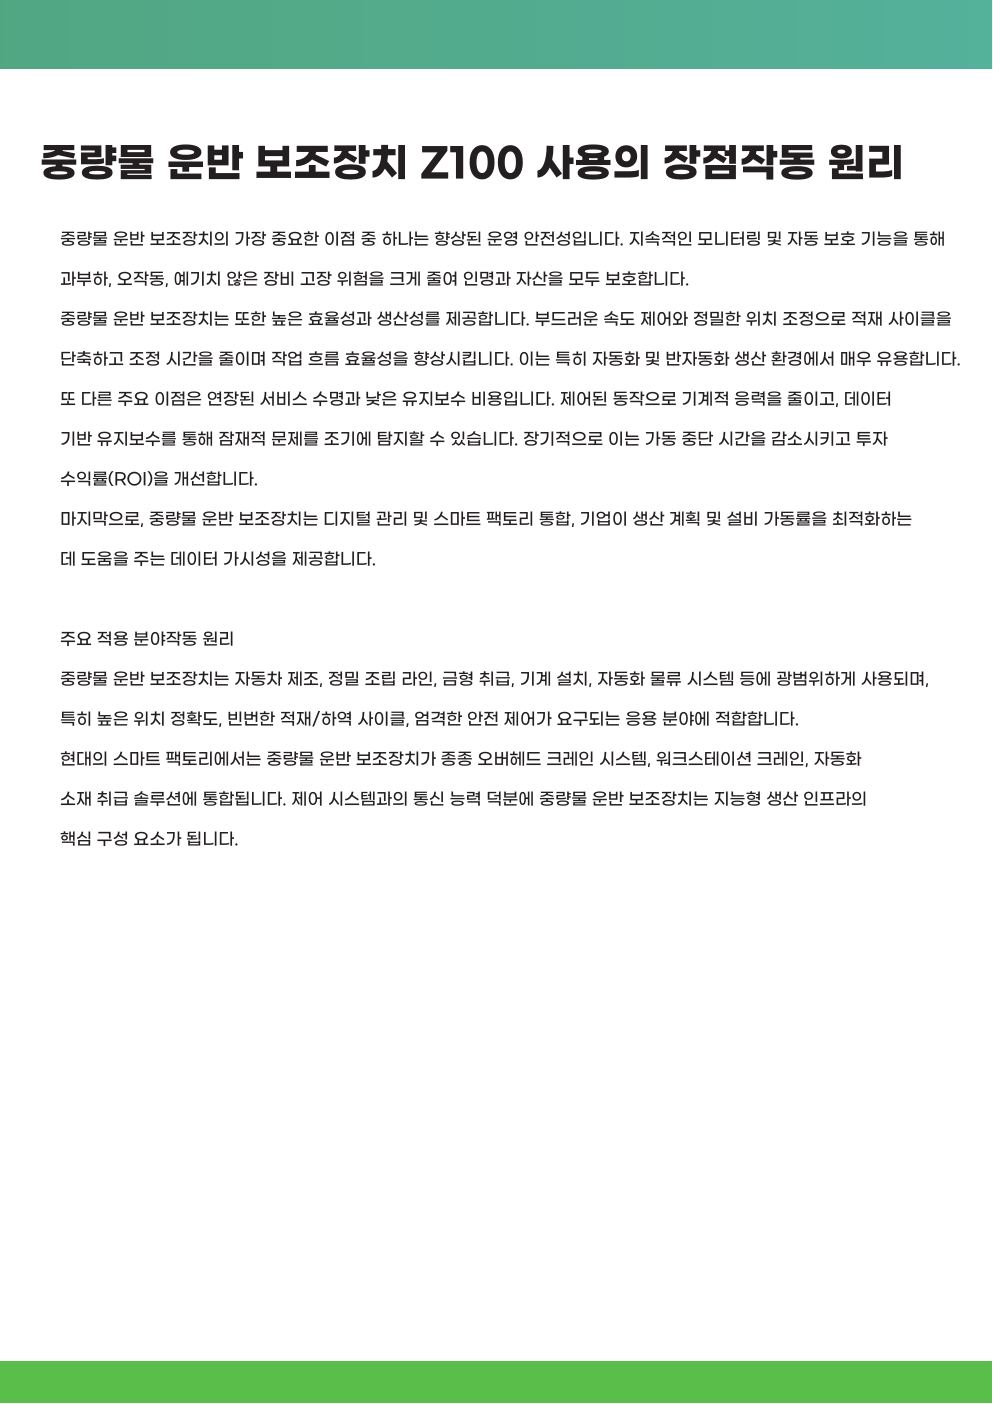 중량물 운반 보조장치 Z100 사용의 장점작동 원리
중량물 운반 보조장치의 가장 중요한 이점 중 하나는 향상된 운영 안전성입니다. 지속적인 모니터링 및 자동 보호 기능을 통해
과부하, 오작동, 예기치 않은 장비 고장 위험을 크게 줄여 인명과 자산을 모두 보호합니다.
중량물 운반 보조장치는 또한 높은 효율성과 생산성를 제공합니다. 부드러운 속도 제어와 정밀한 위치 조정으로 적재 사이클을
단축하고 조정 시간을 줄이며 작업 흐름 효율성을 향상시킵니다. 이는 특히 자동화 및 반자동화 생산 환경에서 매우 유용합니다.
또 다른 주요 이점은 연장된 서비스 수명과 낮은 유지보수 비용입니다. 제어된 동작으로 기계적 응력을 줄이고, 데이터
기반 유지보수를 통해 잠재적 문제를 조기에 탐지할 수 있습니다. 장기적으로 이는 가동 중단 시간을 감소시키고 투자
수익률(ROI)을 개선합니다.
마지막으로, 중량물 운반 보조장치는 디지털 관리 및 스마트 팩토리 통합, 기업이 생산 계획 및 설비 가동률을 최적화하는
데 도움을 주는 데이터 가시성을 제공합니다.
주요 적용 분야작동 원리
중량물 운반 보조장치는 자동차 제조, 정밀 조립 라인, 금형 취급, 기계 설치, 자동화 물류 시스템 등에 광범위하게 사용되며,
특히 높은 위치 정확도, 빈번한 적재/하역 사이클, 엄격한 안전 제어가 요구되는 응용 분야에 적합합니다.
현대의 스마트 팩토리에서는 중량물 운반 보조장치가 종종 오버헤드 크레인 시스템, 워크스테이션 크레인, 자동화
소재 취급 솔루션에 통합됩니다. 제어 시스템과의 통신 능력 덕분에 중량물 운반 보조장치는 지능형 생산 인프라의
핵심 구성 요소가 됩니다.